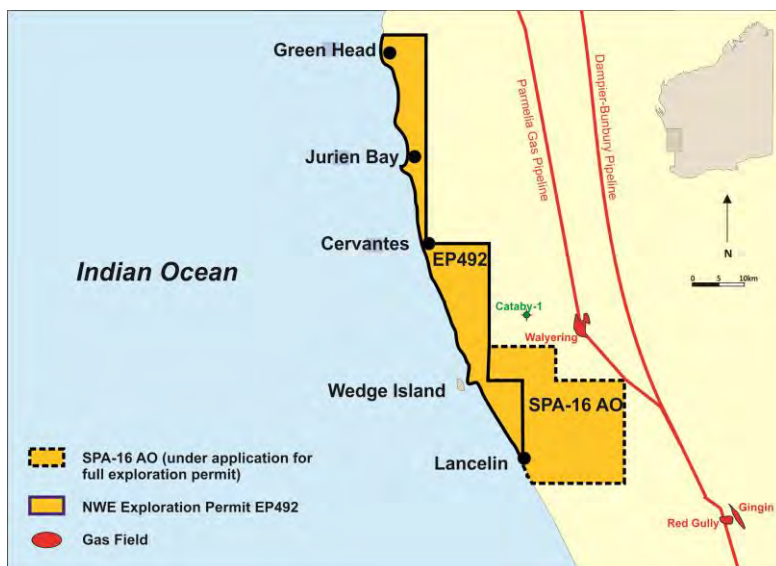 Green Head
Jurien Bay
Cervantes
EP492
Indian Ocean
Parmelia Gas Pipeline
Dampier-Bunbury Pipeline
N
0 5 10km
Cataby-1
Walyering
Wedge Island
SPA-16 AO
Lancelin
Red Gully
Gingin
SPA-16 AO (under application for
full exploration permit)
NWE Exploration Permit EP492
Gas Field